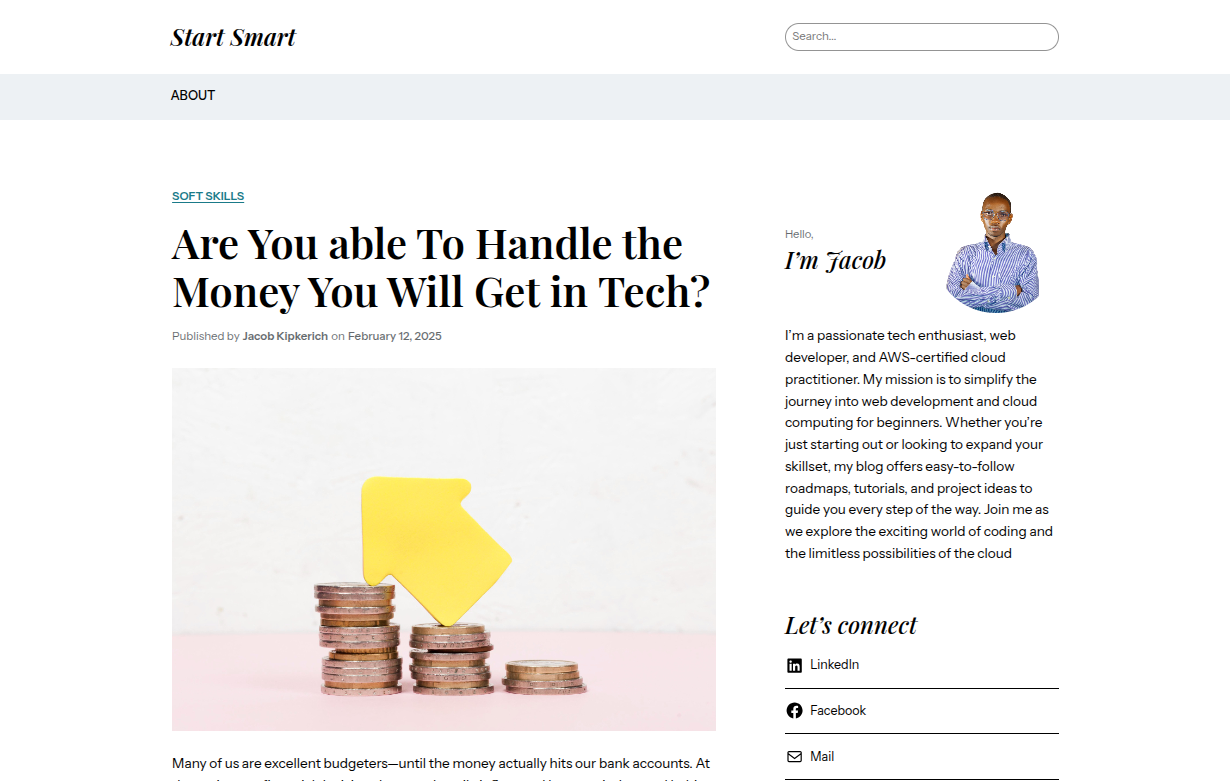 Start Smart
Search...
ABOUT
SOFT SKILLS
Are You able To Handle the
Money You Will Get in Tech?
Published by Jacob Kipkerich on February 12, 2025
Many of us are excellent budgeters—until the money actually hits our bank accounts. At
Hello,
I’m Jacob
I’m a passionate tech enthusiast, web
developer, and AWS-certified cloud
practitioner. My mission is to simplify the
journey into web development and cloud
computing for beginners. Whether you’re
just starting out or looking to expand your
skillset, my blog offers easy-to-follow
roadmaps, tutorials, and project ideas to
guide you every step of the way. Join me as
we explore the exciting world of coding and
the limitless possibilities of the cloud
Let’s connect
LinkedIn
Facebook
Mail